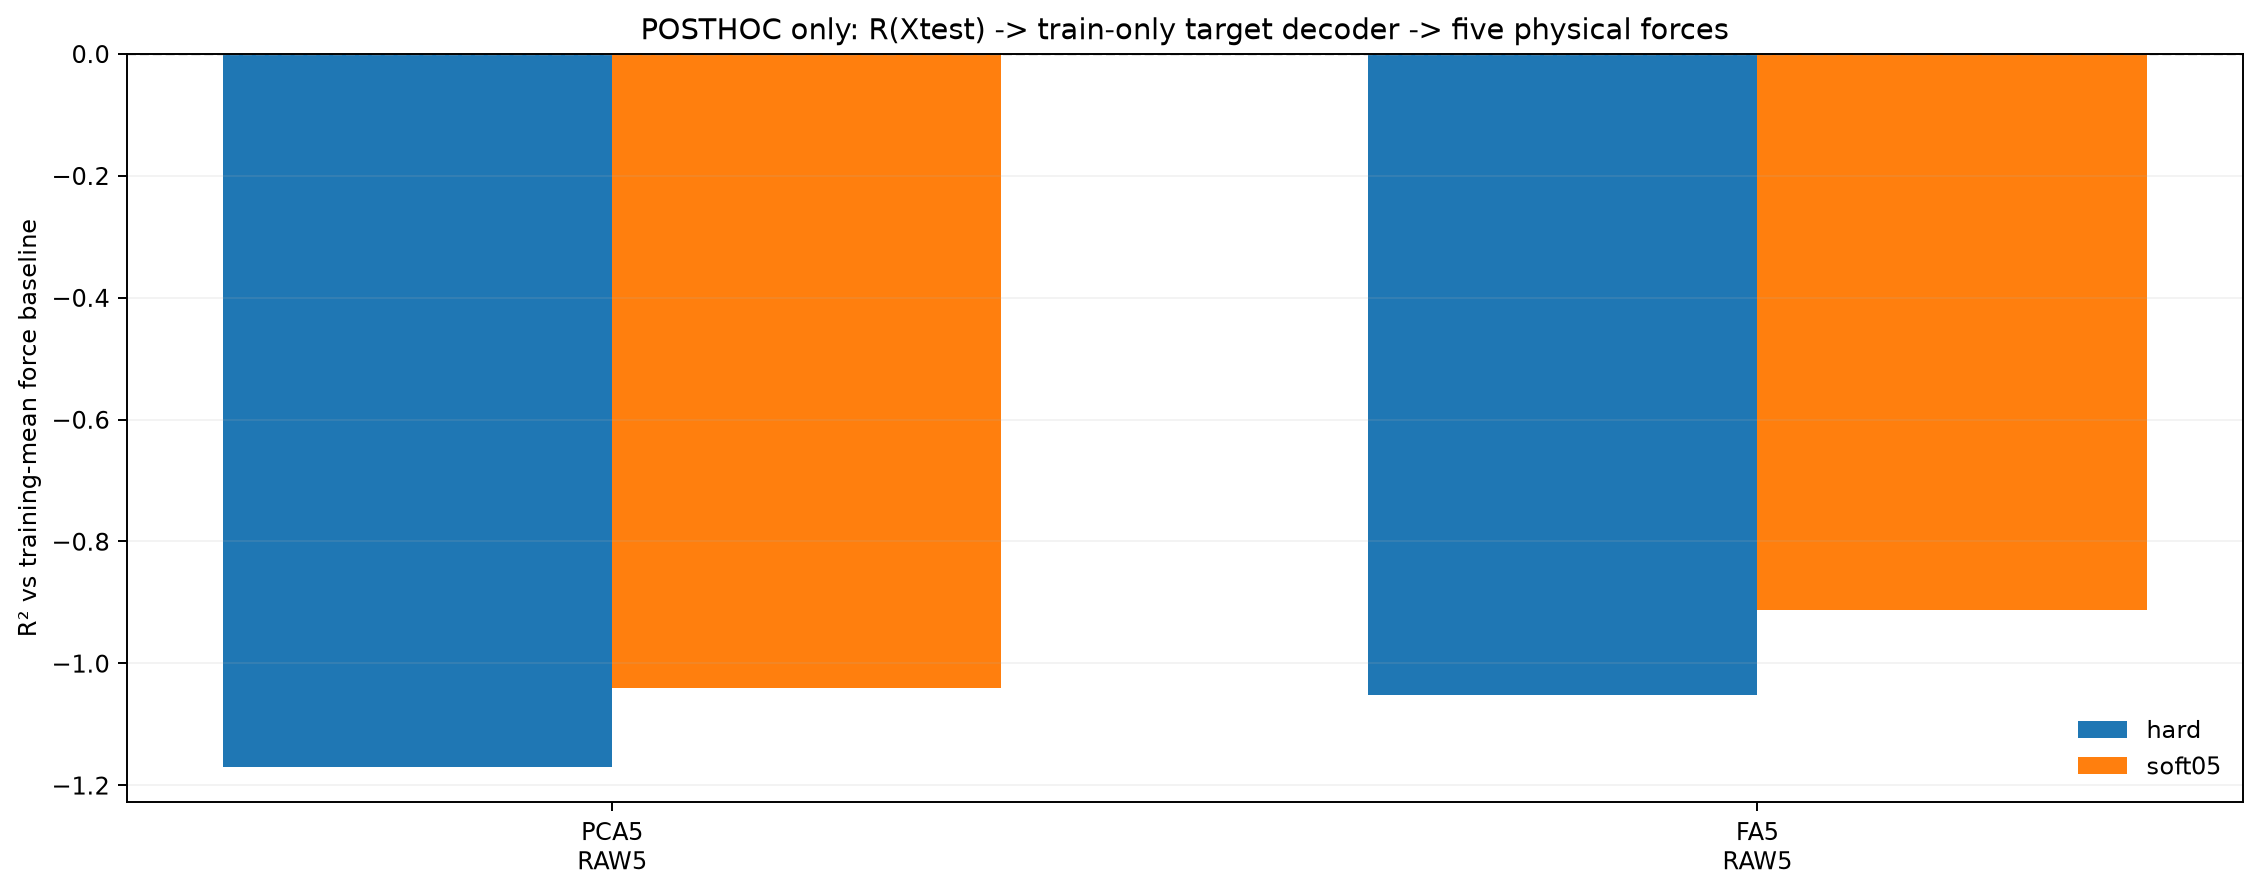 POSTHOC only: R(Xtest) -> train-only target decoder -> five physical forces
R² vs training-mean force baseline
0.0
−0.2
−0.4
−0.6
−0.8
−1.0
−1.2
hard
soft05
PCA5
RAW5
FA5
RAW5